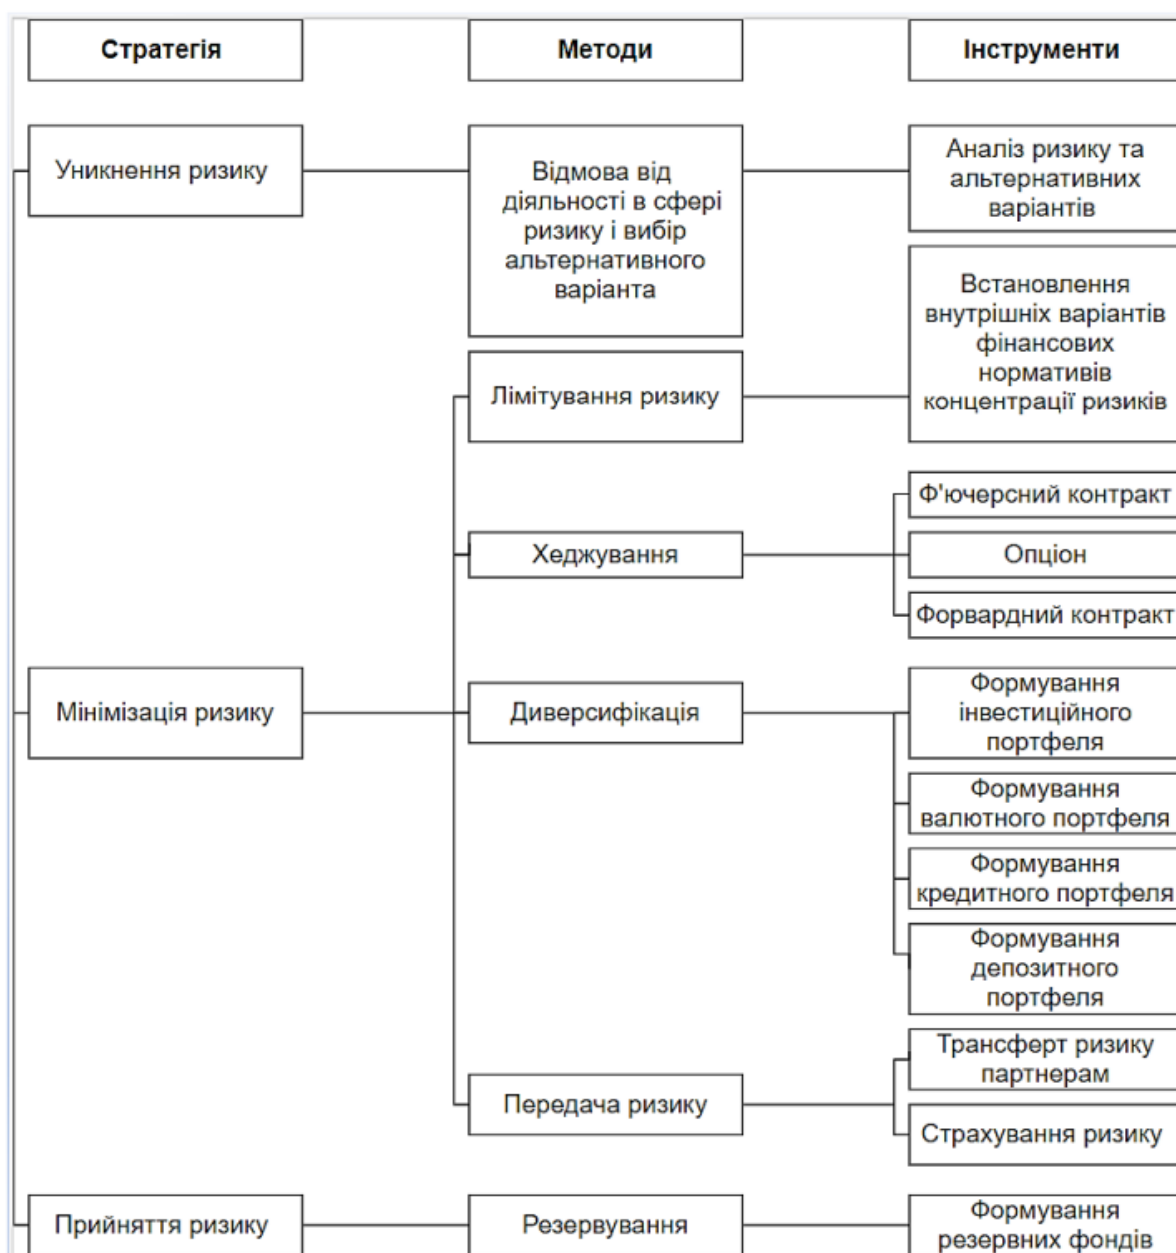 Стратегія
Методи
Інструменти
Уникнення ризику
Відмова від
діяльності в сфері
ризику і вибір
альтернативного
варіанта
Аналіз ризику та
альтернативних
варіантів
Лімітування ризику
Встановлення
внутрішніх варіантів
фінансових
нормативів
концентрації ризиків
Хеджування
Ф'ючерсний контракт
Опціон
Форвардний контракт
Мінімізація ризику
Диверсифікація
Формування
інвестиційного
портфеля
Формування
валютного портфеля
Формування
кредитного портфеля
Формування
депозитного
портфеля
Передача ризику
Трансферт ризику
партнерам
Страхування ризику
Прийняття ризику
Резервування
Формування
резервних фондів